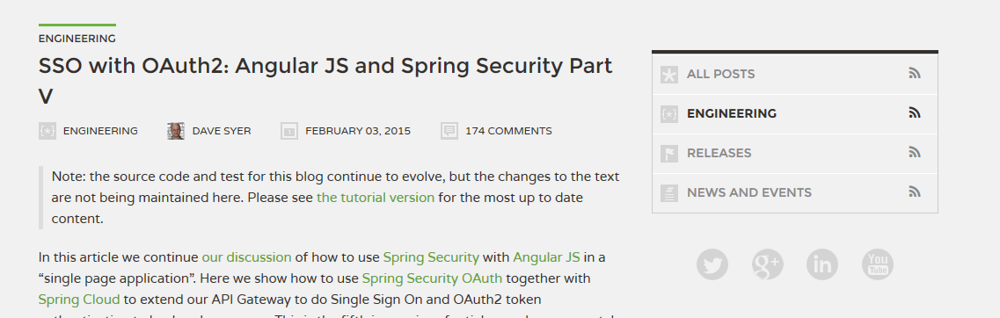 ENGINEERING
SSO with OAuth2: Angular JS and Spring Security Part
V
ENGINEERING DAVE SYER FEBRUARY 03, 2015 174 COMMENTS
Note: the source code and test for this blog continue to evolve, but the changes to the text
are not being maintained here. Please see the tutorial version for the most up to date
content.
In this article we continue our discussion of how to use Spring Security with Angular JS in a
“single page application”. Here we show how to use Spring Security OAuth together with
Spring Cloud to extend our API Gateway to do Single Sign On and OAuth2 token
ALL POSTS
ENGINEERING
RELEASES
NEWS AND EVENTS
g+
in
You
Tube